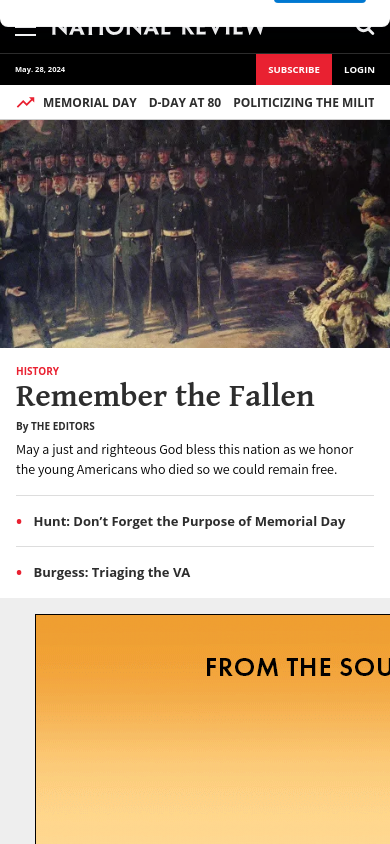 NATIONAL REVIEW
May. 28, 2024
SUBSCRIBE
LOGIN
MEMORIAL DAY D-DAY AT 80 POLITICIZING THE MILIT
HISTORY
Remember the Fallen
By THE EDITORS
May a just and righteous God bless this nation as we honor
the young Americans who died so we could remain free.
Hunt: Don’t Forget the Purpose of Memorial Day
Burgess: Triaging the VA
FROM THE SOU